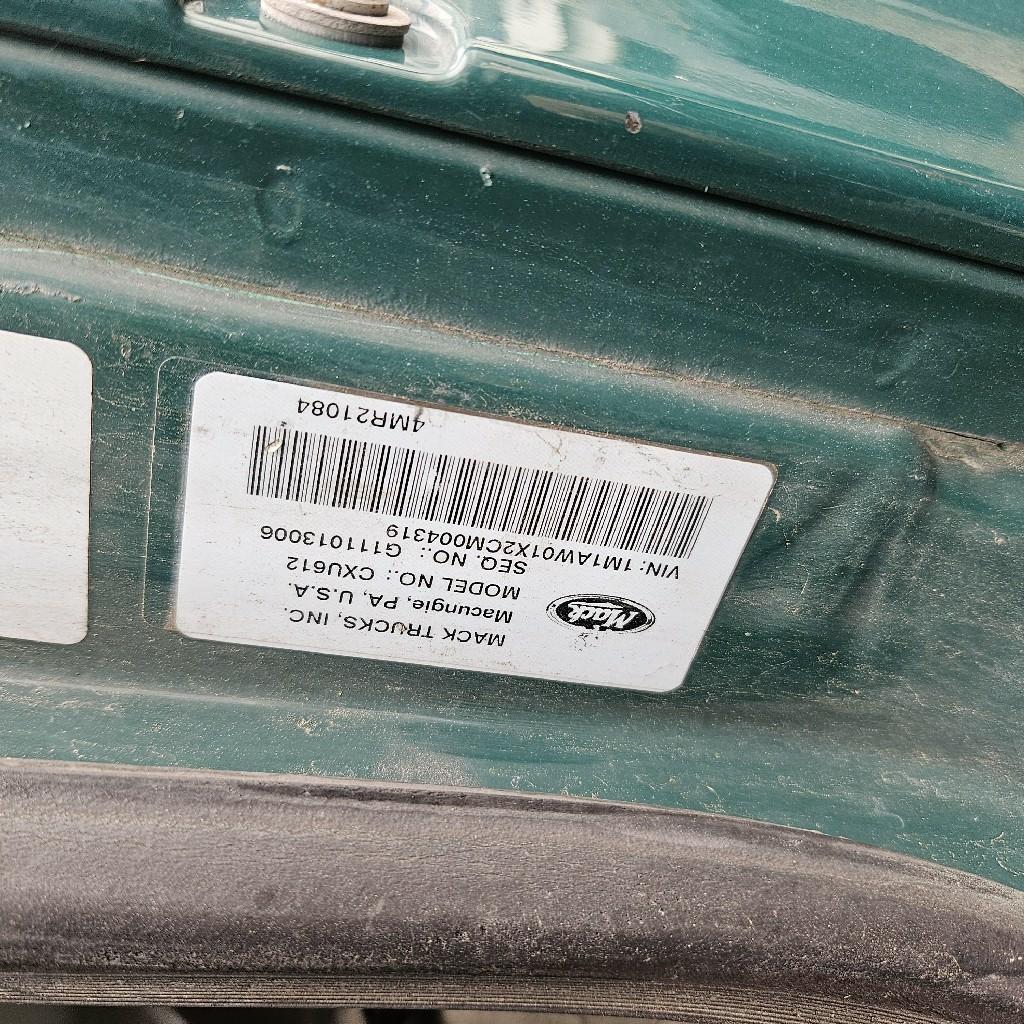 Mack
MACK TRUCKS, INC.
Macungie, PA, U.S.A.
MODEL NO.: CXU612
SEQ. NO.: G111013006
VIN: 1M1AW01X2CM004319
4MR21084